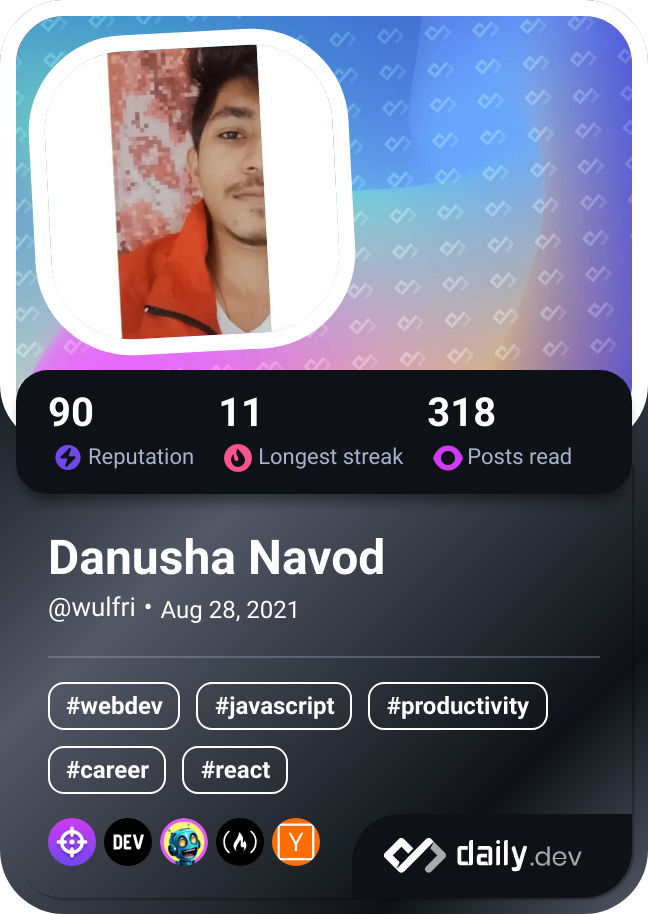 90 11 318
Reputation Longest streak Posts read
Danusha Navod
@wulfri • Aug 28, 2021
#webdev #javascript #productivity
#career #react
DEV Y daily.dev